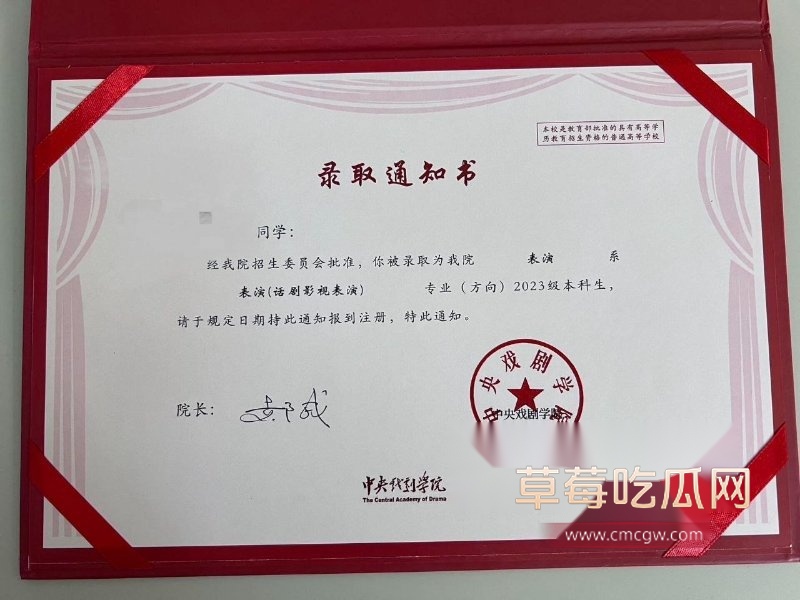 本校是教育部批准的具有高等学
历教育招生资格的普通高等学校
录取通知书
同学：
经我院招生委员会批准，你被录取为我院 表演 系
表演(话剧影视表演) 专业（方向）2023级本科生，
请于规定日期持此通知报到注册，特此通知。
中央戏剧学院
院长：
中央戏剧学院
中央戏剧学院
The Central Academy of Drama
草莓吃瓜网
www.cmcgw.com